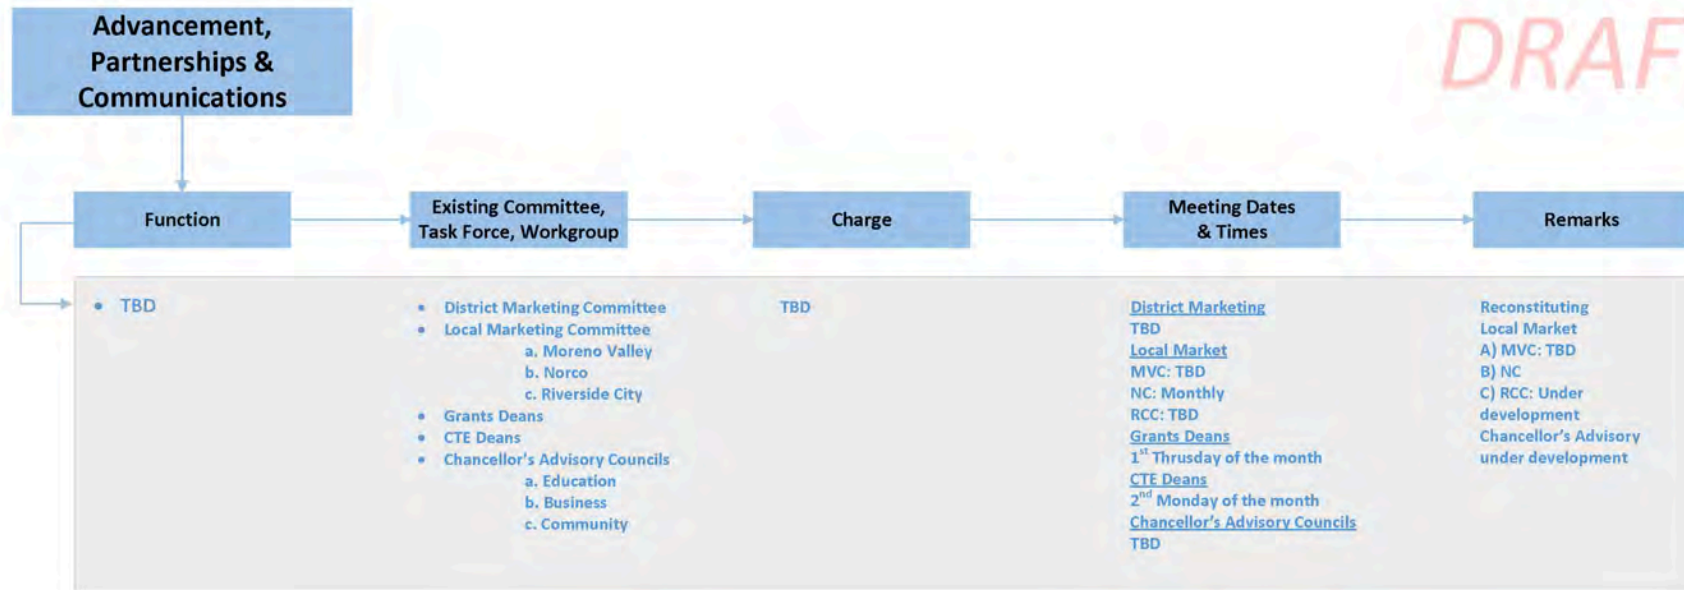 Advancement,
Partnerships &
Communications
DRAF
Function
Existing Committee,
Task Force, Workgroup
Charge
Meeting Dates
& Times
Remarks
• TBD
• District Marketing Committee
• Local Marketing Committee
a. Moreno Valley
b. Norco
c. Riverside City
• Grants Deans
• CTE Deans
• Chancellor's Advisory Councils
a. Education
b. Business
c. Community
TBD
District Marketing
TBD
Local Market
MVC: TBD
NC: Monthly
RCC: TBD
Grants Deans
1st Thrusday of the month
CTE Deans
2nd Monday of the month
Chancellor's Advisory Councils
TBD
Reconstituting
Local Market
A) MVC: TBD
B) NC
C) RCC: Under
development
Chancellor's Advisory
under development